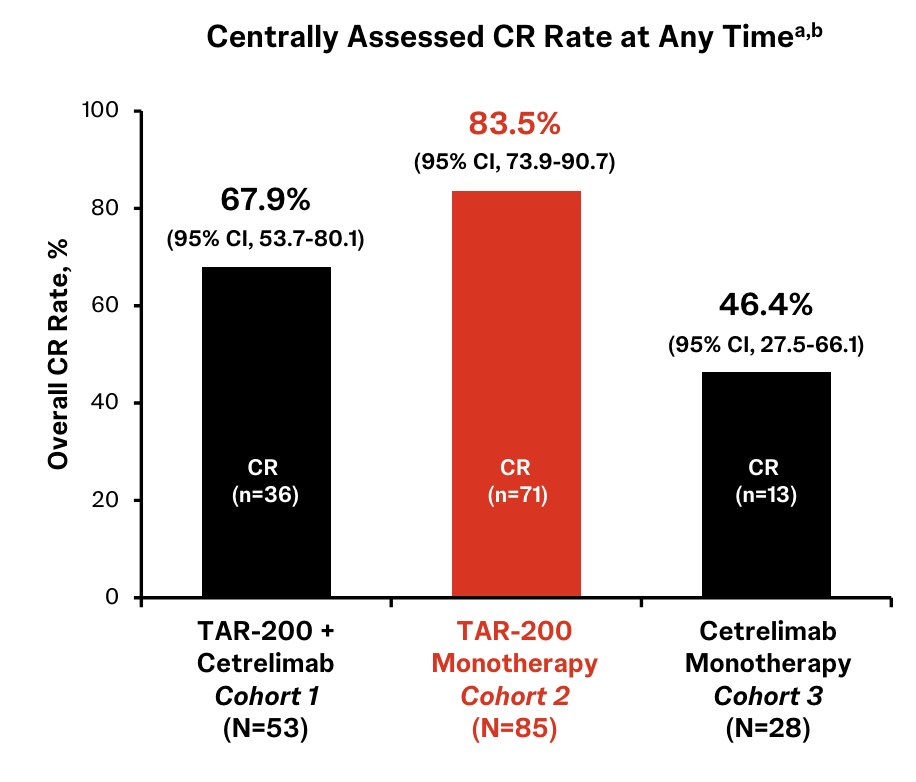 Centrally Assessed CR Rate at Any Timeᵃ,ᵇ
Overall CR Rate, %
100
80
60
40
20
0
67.9%
(95% CI, 53.7-80.1)
CR
(n=36)
83.5%
(95% CI, 73.9-90.7)
CR
(n=71)
46.4%
(95% CI, 27.5-66.1)
CR
(n=13)
TAR-200 +
Cetrelimab
Cohort 1
(N=53)
TAR-200
Monotherapy
Cohort 2
(N=85)
Cetrelimab
Monotherapy
Cohort 3
(N=28)